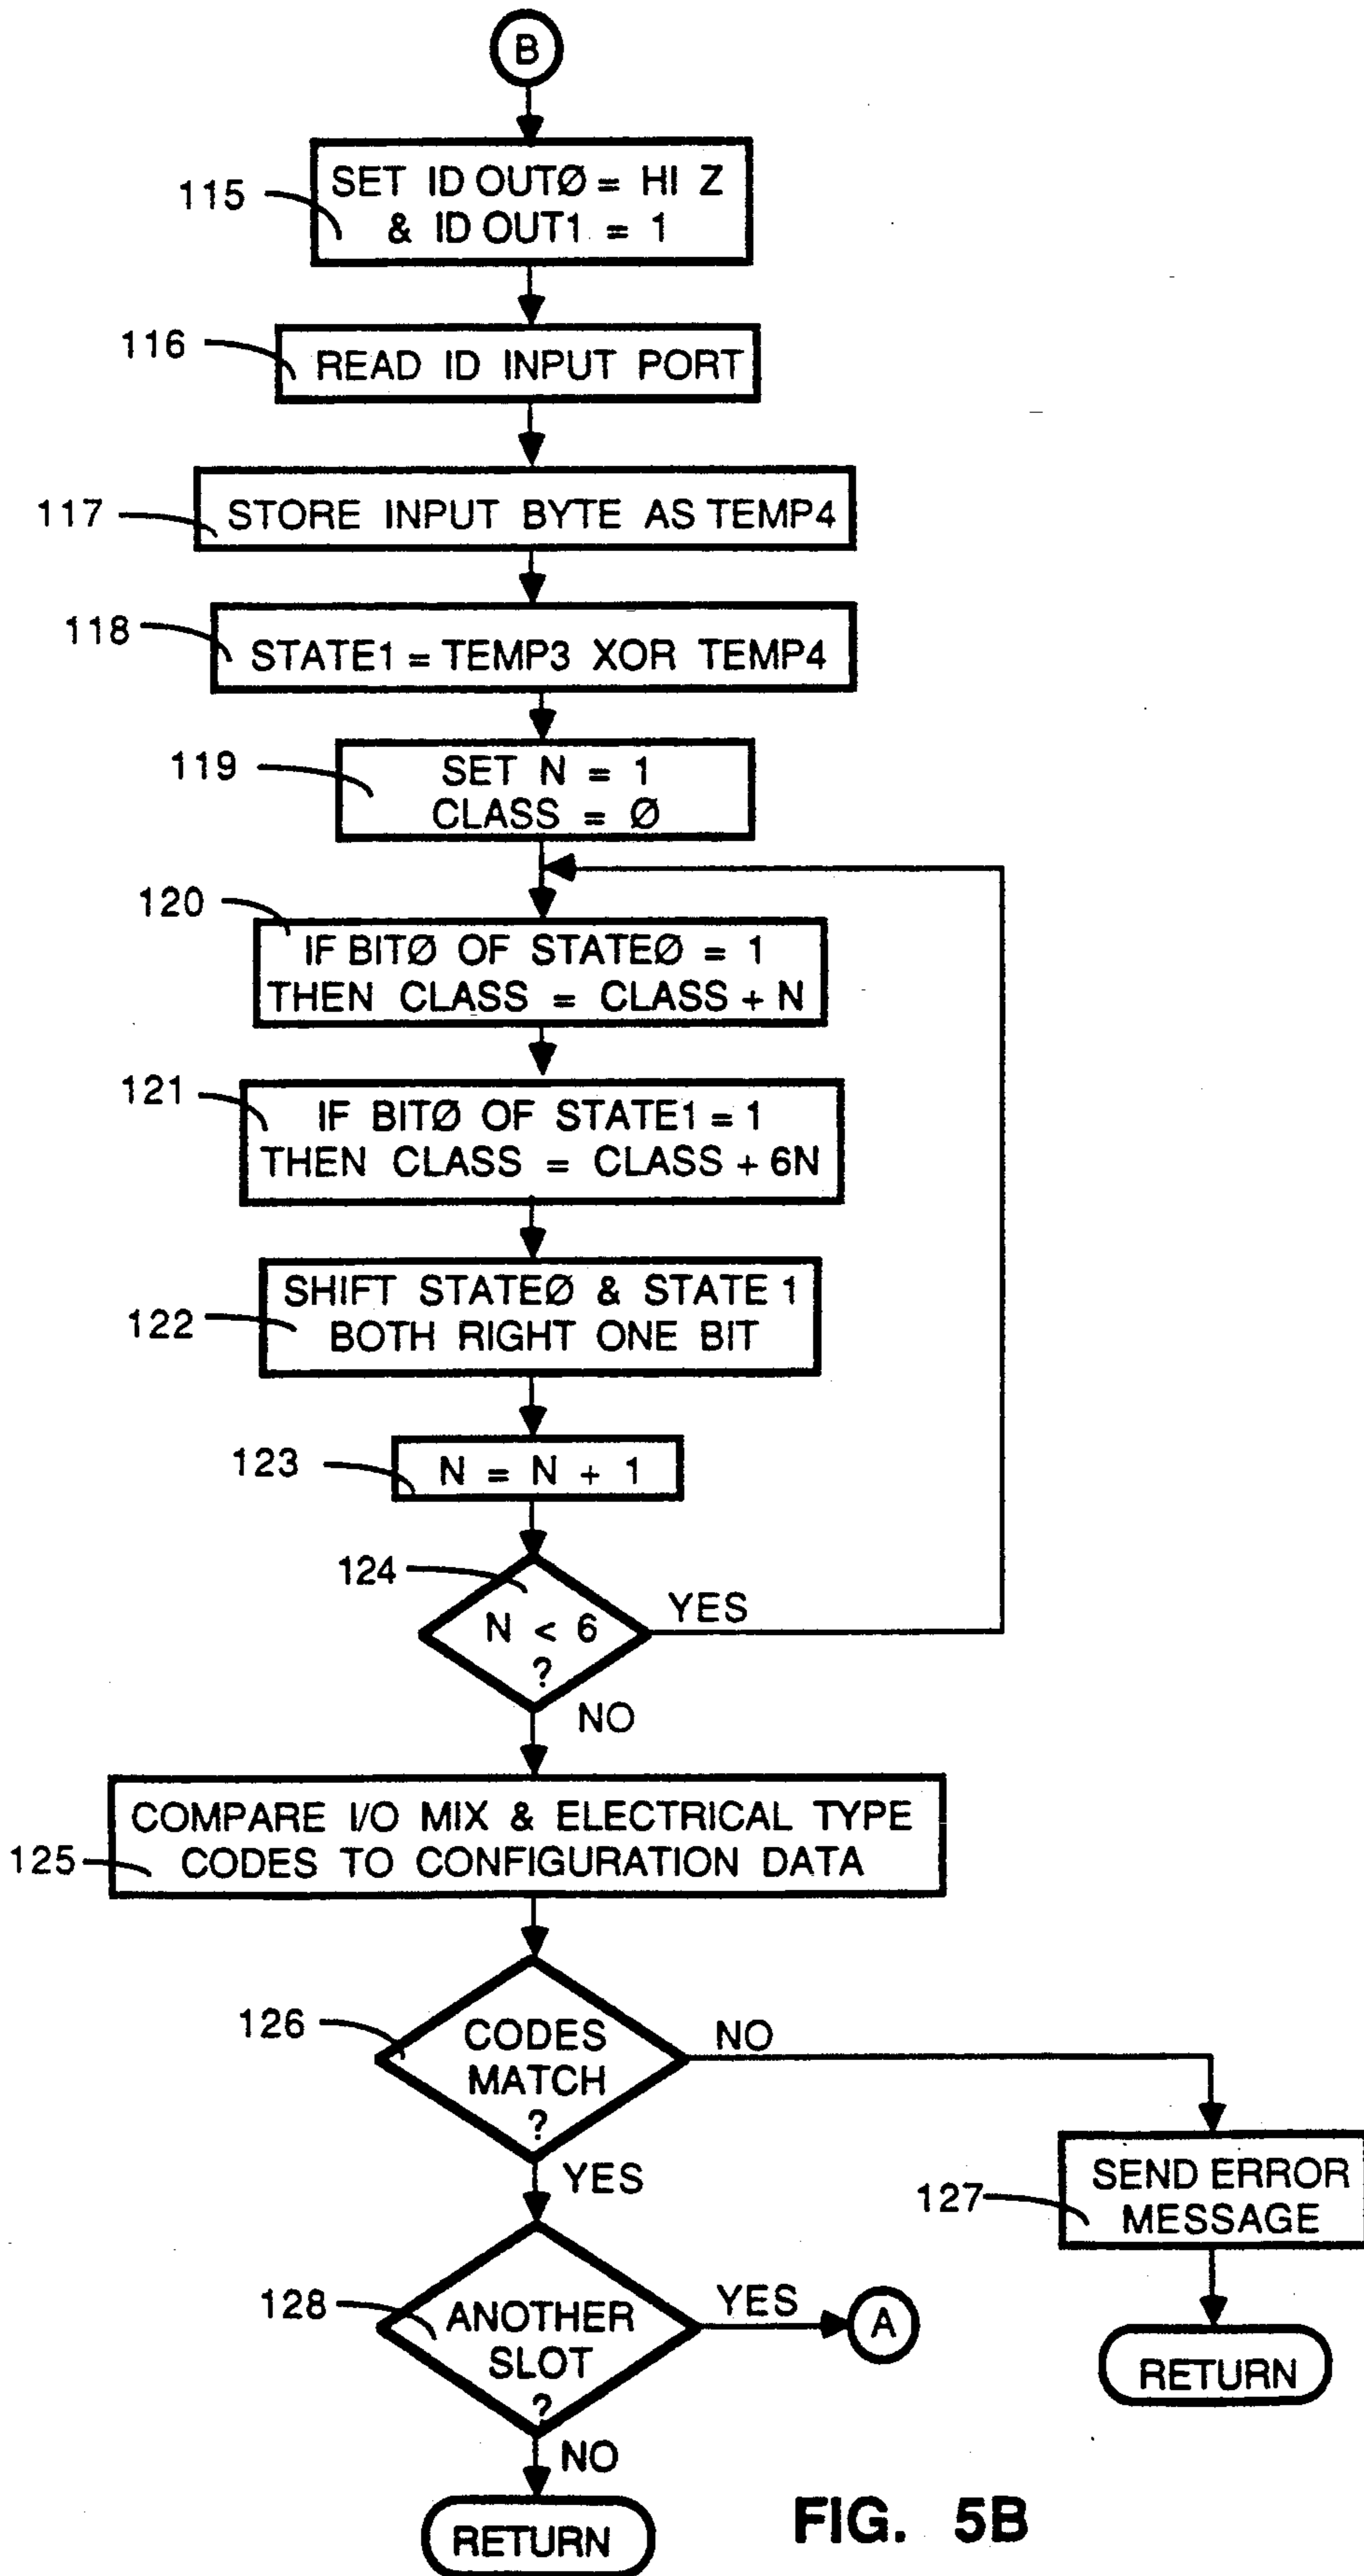 B
115
SET ID OUTØ = HI Z
& ID OUT1 = 1
116
READ ID INPUT PORT
117
STORE INPUT BYTE AS TEMP4
118
STATE1 = TEMP3 XOR TEMP4
119
SET N = 1
CLASS = Ø
120
IF BITØ OF STATEØ = 1
THEN CLASS = CLASS + N
121
IF BITØ OF STATE1 = 1
THEN CLASS = CLASS + 6N
122
SHIFT STATEØ & STATE 1
BOTH RIGHT ONE BIT
123
N = N + 1
124
N < 6
?
YES
NO
125
COMPARE I/O MIX & ELECTRICAL TYPE
CODES TO CONFIGURATION DATA
126
CODES
MATCH
?
NO
YES
127
SEND ERROR
MESSAGE
RETURN
128
ANOTHER
SLOT
?
YES
A
NO
RETURN
FIG. 5B